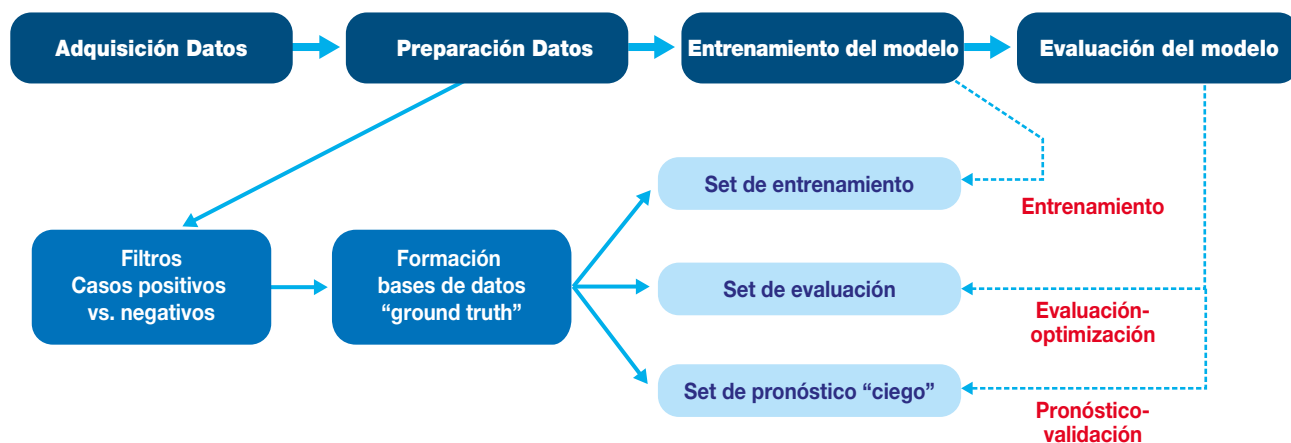 Adquisición Datos
Preparación Datos
Entrenamiento del modelo
Evaluación del modelo
Set de entrenamiento
Entrenamiento
Filtros
Casos positivos
vs. negativos
Formación
bases de datos
“ground truth”
Set de evaluación
Evaluación-
optimización
Set de pronóstico “ciego”
Pronóstico-
validación